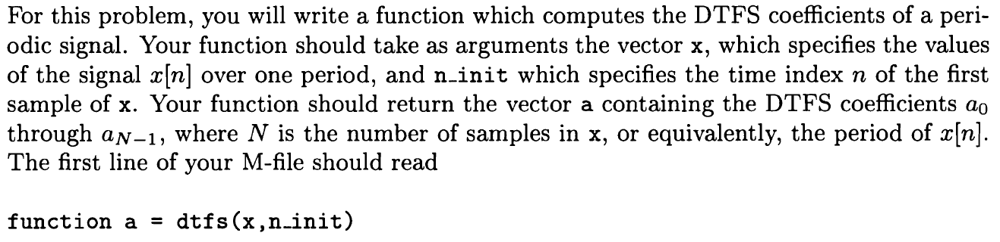 For this problem, you will write a function which computes the DTFS coefficients of a peri-
odic signal. Your function should take as arguments the vector x, which specifies the values
of the signal x[n] over one period, and n_init which specifies the time index n of the first
sample of x. Your function should return the vector a containing the DTFS coefficients a₀
through a_{N−1}, where N is the number of samples in x, or equivalently, the period of x[n].
The first line of your M-file should read
function a = dtfs(x,n_init)